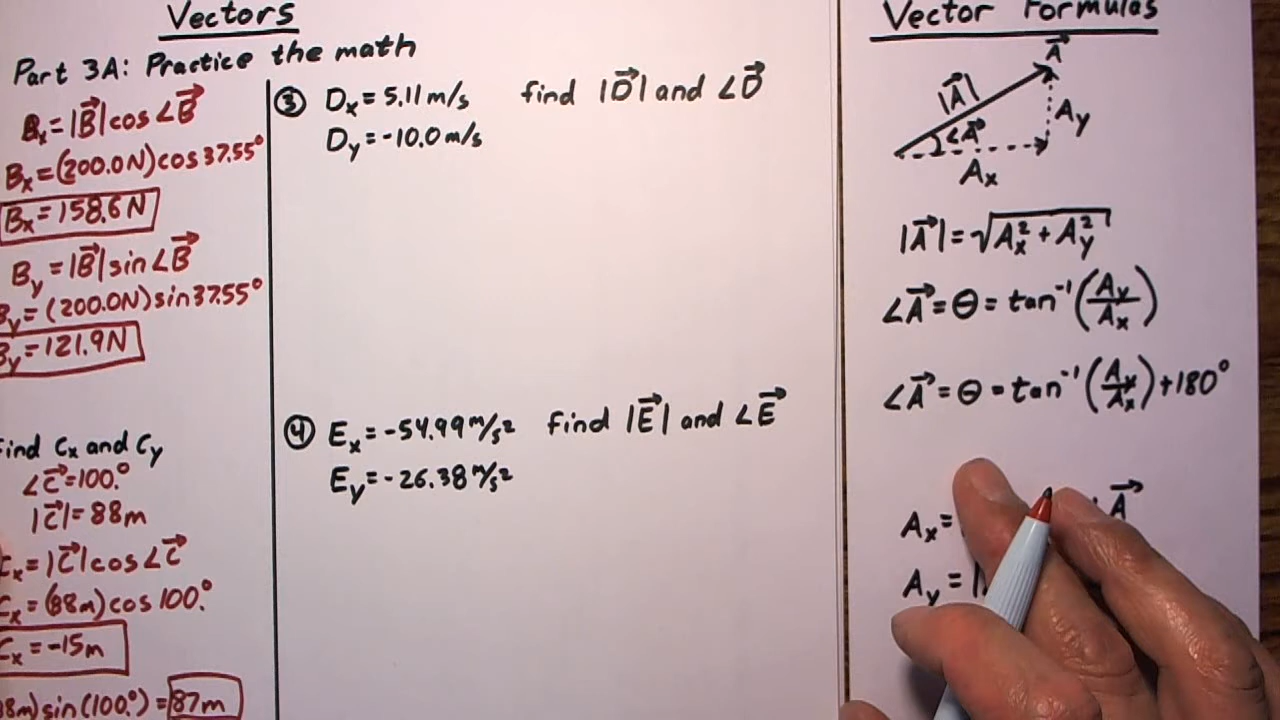 Vectors
Part 3A: Practice the math
Bx = |B⃗| cos ∠B⃗
Bx = (200.0N) cos 37.55°
Bx = 158.6 N
By = |B⃗| sin ∠B⃗
By = (200.0N) sin 37.55°
By = 121.9N
find Cx and Cy
∠C⃗ = 100.°
|C⃗| = 88m
Cx = |C⃗| cos ∠C⃗
Cx = (88m) cos 100.°
Cx = -15m
8m) sin (100.°) = 87m
③ Dx = 5.11 m/s find |D⃗| and ∠D⃗
Dy = -10.0 m/s
④ Ex = -54.99 m/s² find |E⃗| and ∠E⃗
Ey = -26.38 m/s²
Vector Formulas
A⃗
|A⃗|
∠A⃗
Ay
Ax
|A⃗| = √Ax² + Ay²
∠A⃗ = θ = tan⁻¹ (Ay/Ax)
∠A⃗ = θ = tan⁻¹ (Ay/Ax) + 180°
Ax = A⃗
Ay =